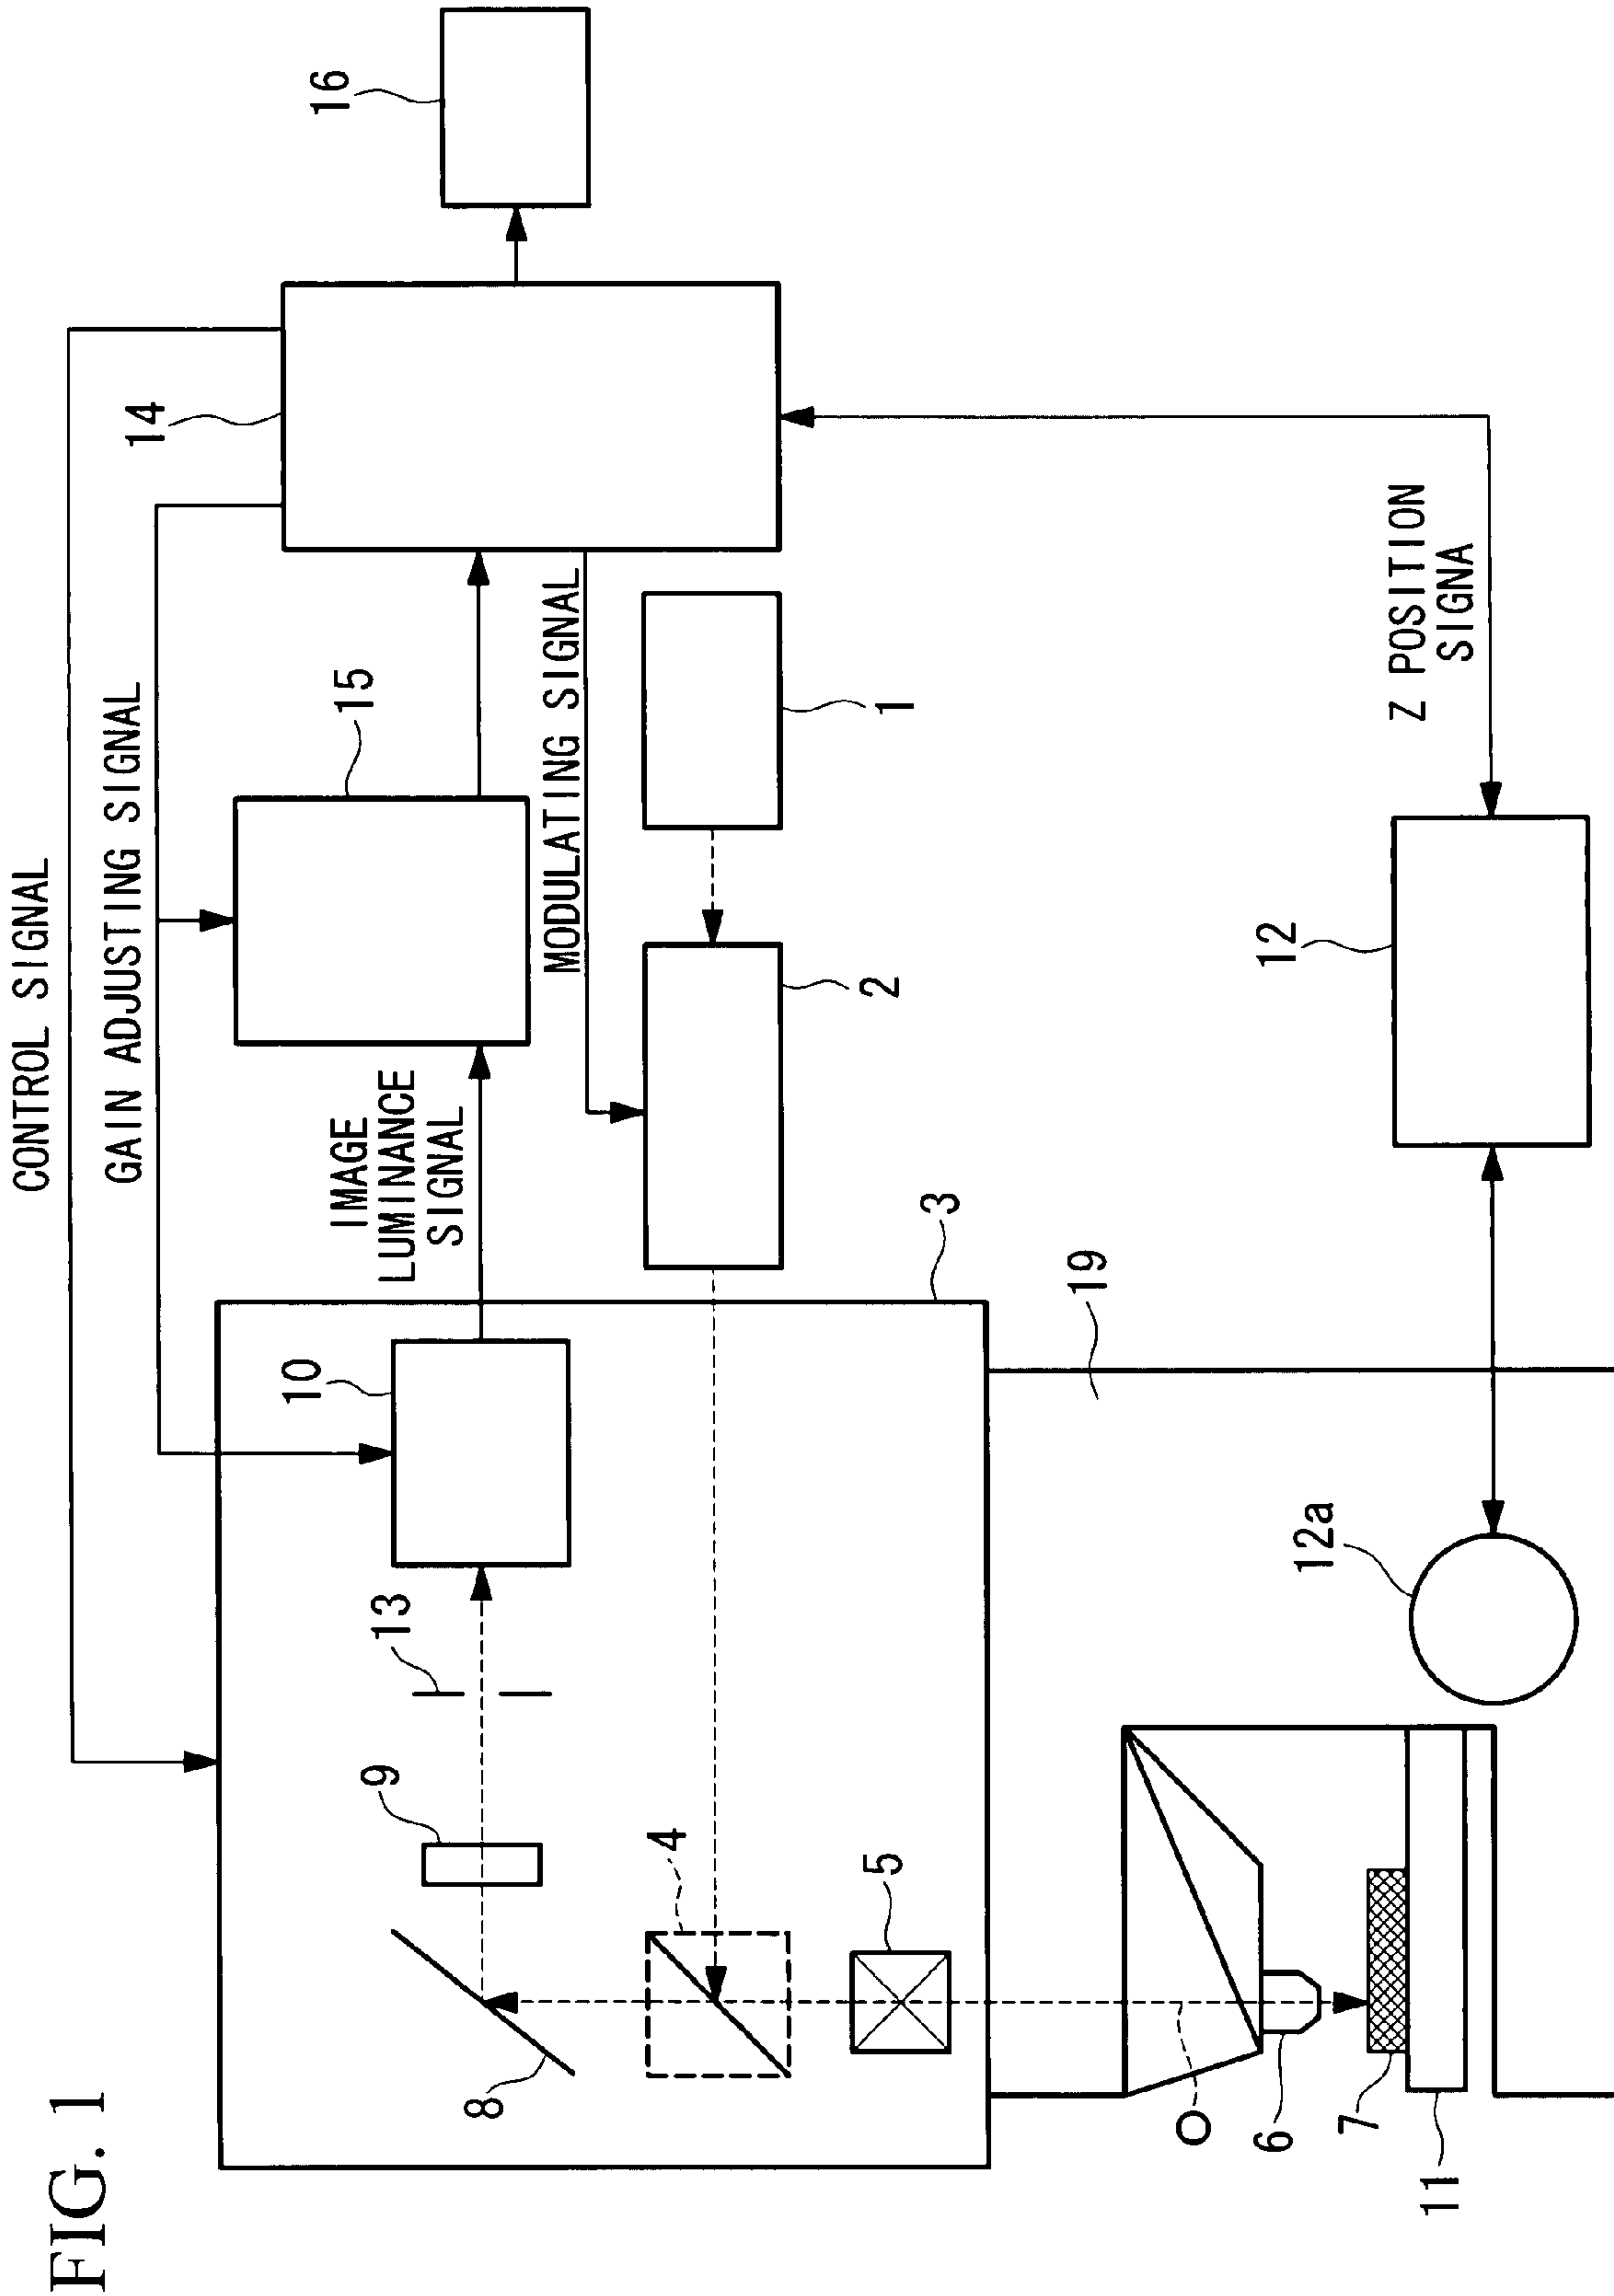 FIG. 1
CONTROL SIGNAL
GAIN ADJUSTING SIGNAL
16
14
15
IMAGE
LUMINANCE
SIGNAL
MODULATING SIGNAL
10
13
9
8
1
2
3
4
5
19
O
6
7
11
12
12a
Z POSITION
SIGNA